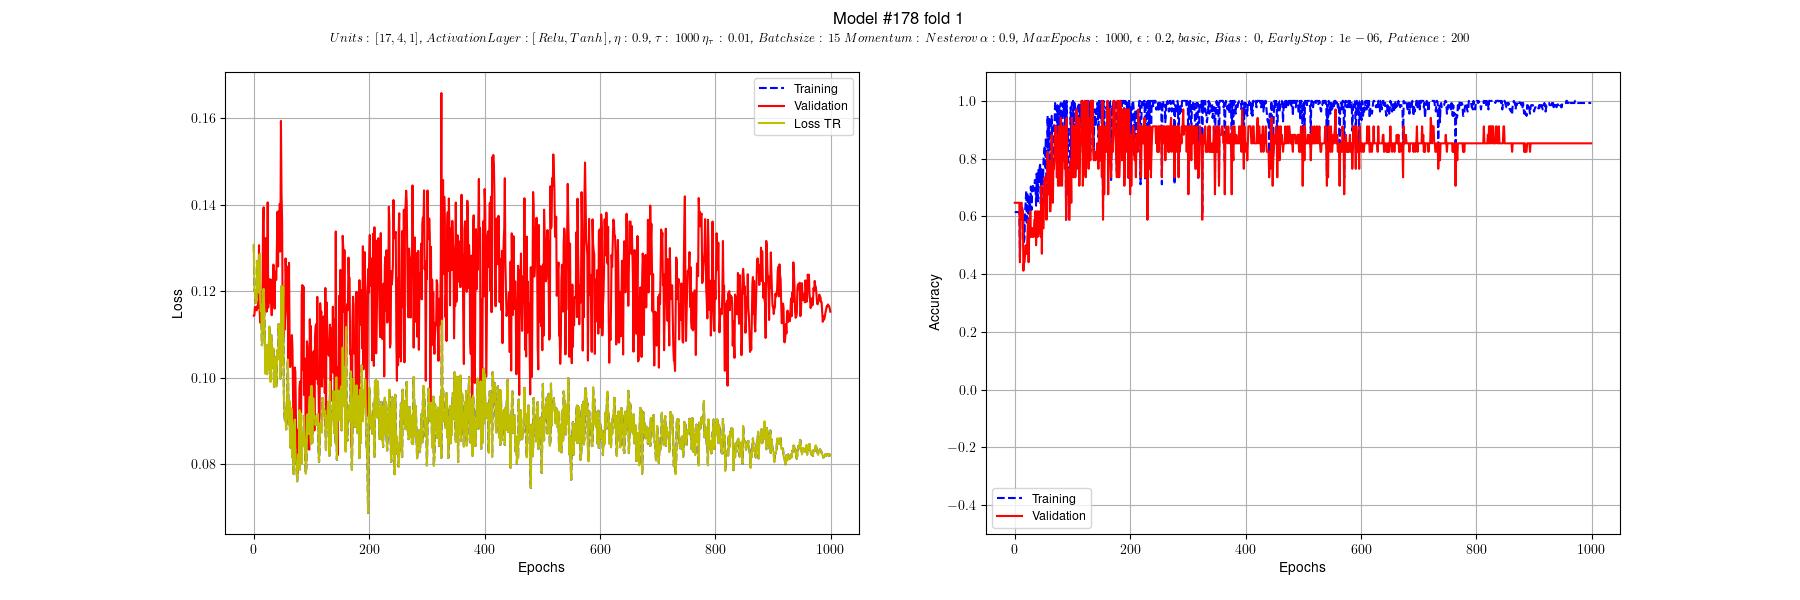 Model #178 fold 1
Units : [17, 4, 1], ActivationLayer : [Relu, Tanh], η : 0.9, τ : 1000 ητ : 0.01, Batchsize : 15 Momentum : Nesterov α : 0.9, MaxEpochs : 1000, ϵ : 0.2, basic, Bias : 0, EarlyStop : 1e − 06, Patience : 200
Training
Validation
Loss TR
0.16
0.14
0.12
0.10
0.08
Loss
0 200 400 600 800 1000
Epochs
1.0
0.8
0.6
0.4
0.2
0.0
−0.2
−0.4
Accuracy
Training
Validation
0 200 400 600 800 1000
Epochs